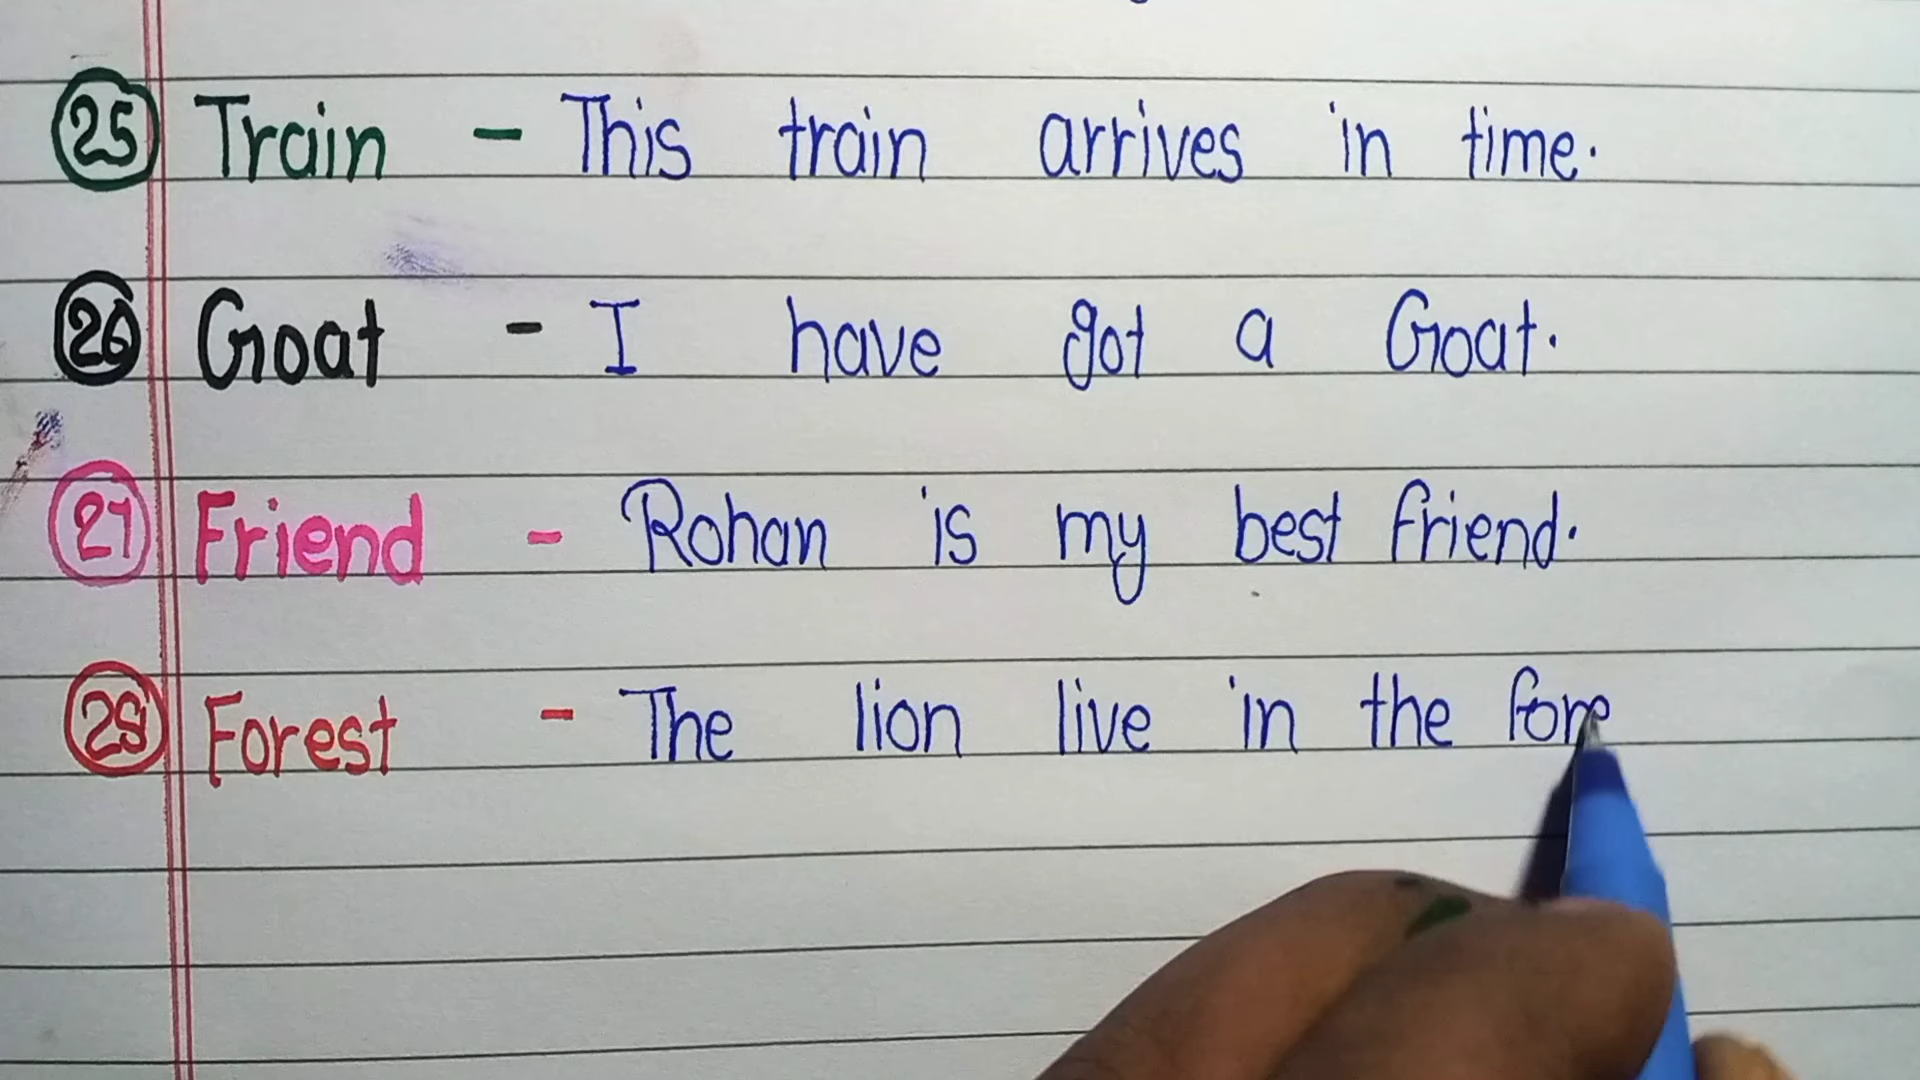 25 Train - This train arrives in time.
26 Goat - I have got a Goat.
27 Friend - Rohan is my best friend.
28 Forest - The lion live in the fore